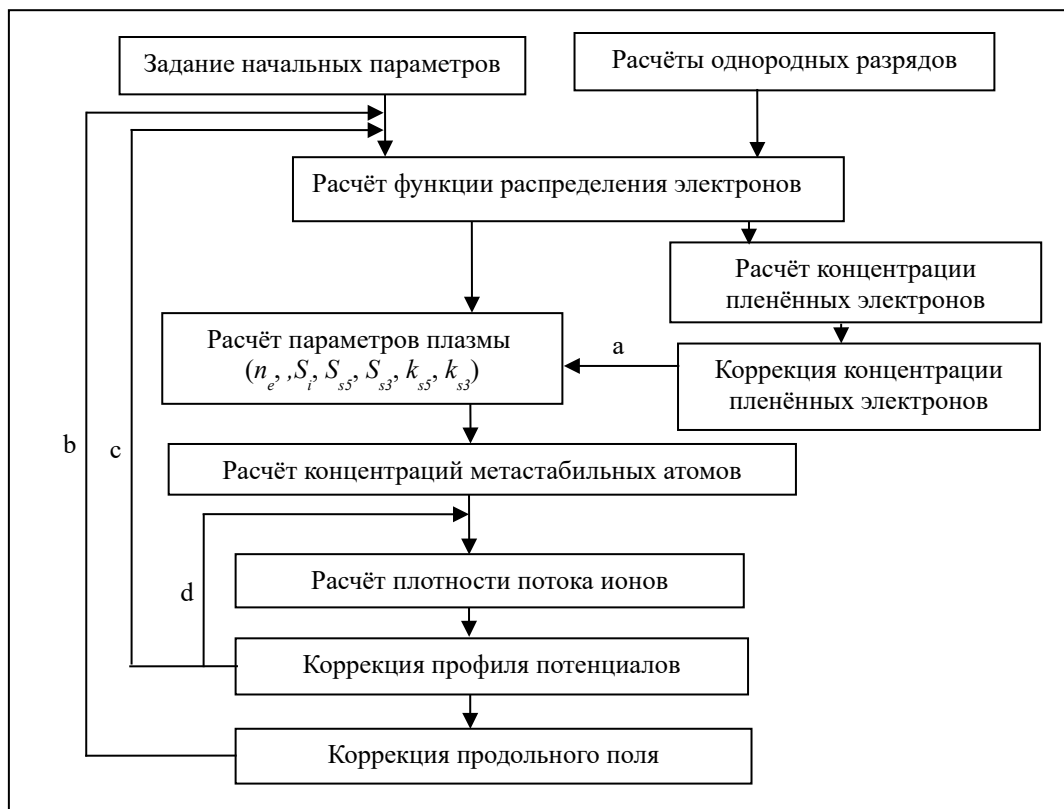 Задание начальных параметров
Расчёты однородных разрядов
Расчёт функции распределения электронов
Расчёт концентрации
пленённых электронов
Расчёт параметров плазмы
(n_e, ,S_i, S_s5, S_s3, k_s5, k_s3)
a
Коррекция концентрации
пленённых электронов
b
c
Расчёт концентраций метастабильных атомов
d
Расчёт плотности потока ионов
Коррекция профиля потенциалов
Коррекция продольного поля